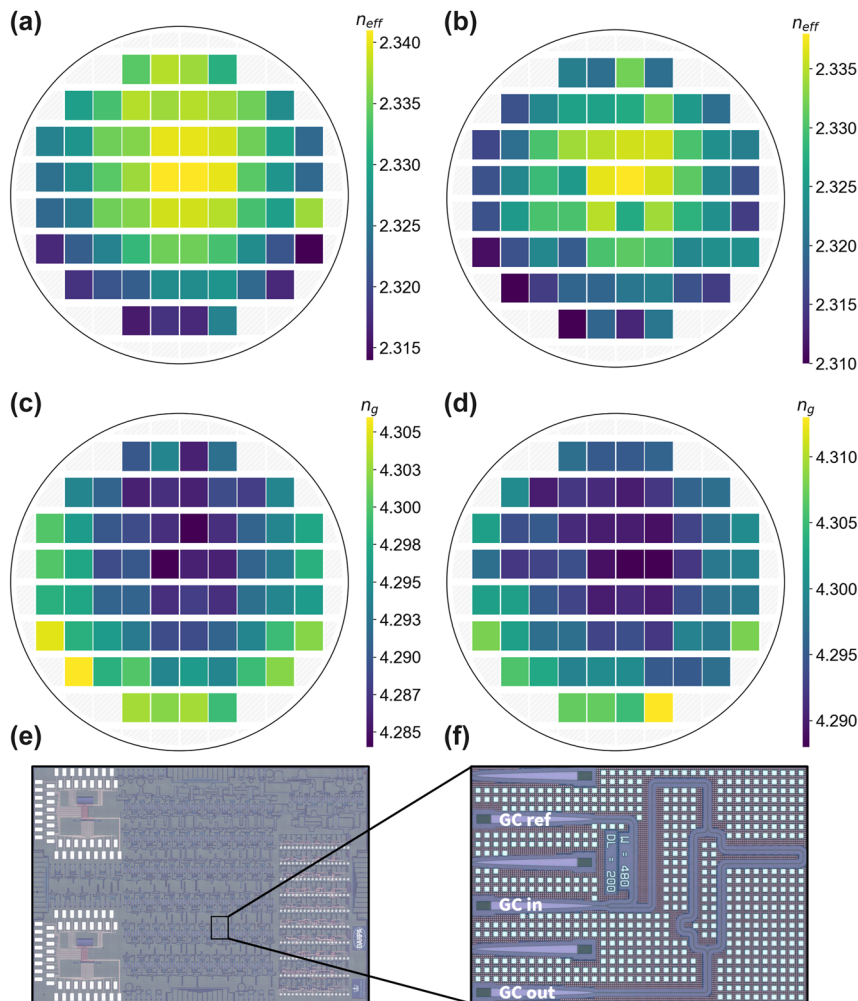 (a)
n_eff
2.340
2.335
2.330
2.325
2.320
2.315
(b)
n_eff
2.335
2.330
2.325
2.320
2.315
2.310
(c)
n_g
4.305
4.303
4.300
4.298
4.295
4.293
4.290
4.287
4.285
(d)
n_g
4.310
4.305
4.300
4.295
4.290
(e)
(f)
GC ref
W = 480
DL = 200
GC in
GC out